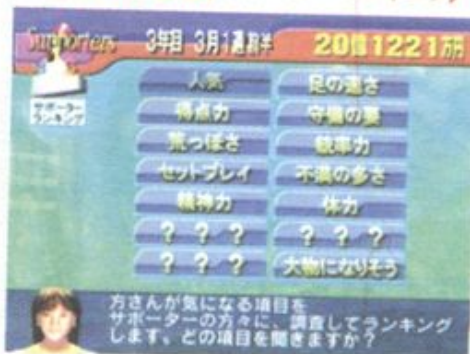 Supporters 3年目 3月1週前半 20億1221万円
サポーター
ランキング
人気 足の速さ
得点力 守備の要
荒っぽさ 統率力
セットプレイ 不満の多さ
精神力 体力
? ? ? ? ? ?
? ? ? 大物になりそう
方さんが気になる項目を
サポーターの方々に、調査してランキング
します。どの項目を聞きますか?